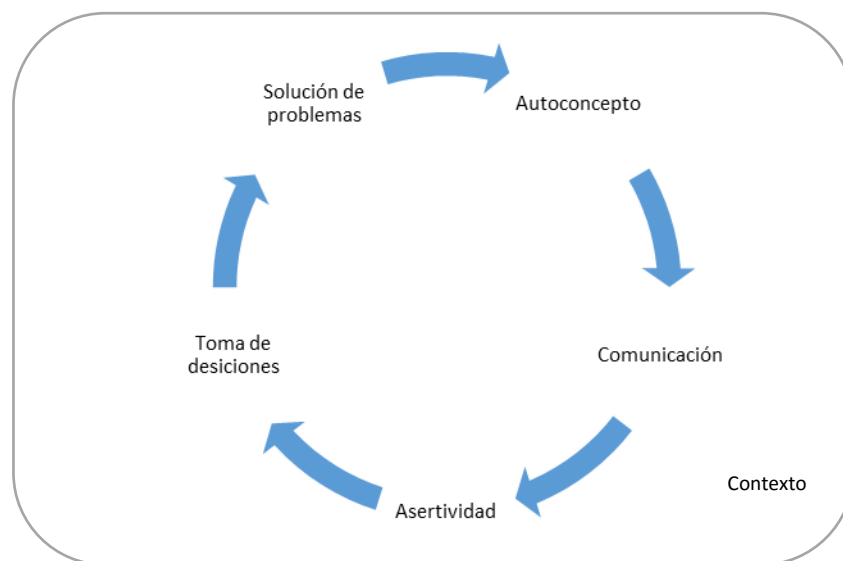 Solución de
problemas
Autoconcepto
Comunicación
Toma de
desiciones
Asertividad
Contexto